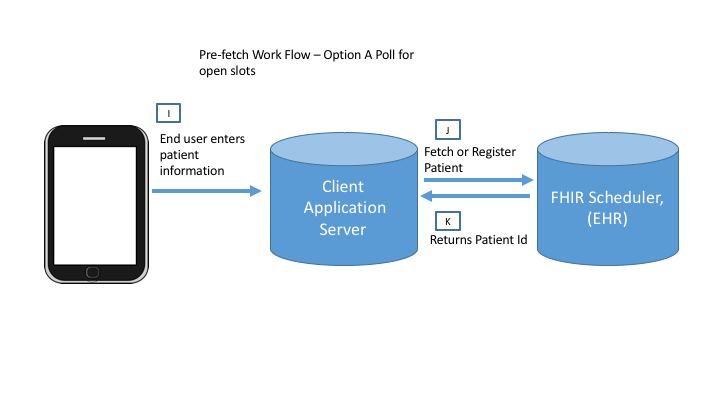 Pre-fetch Work Flow – Option A Poll for
open slots
I
End user enters
patient
information
Client
Application
Server
J
Fetch or Register
Patient
K
Returns Patient Id
FHIR Scheduler,
(EHR)